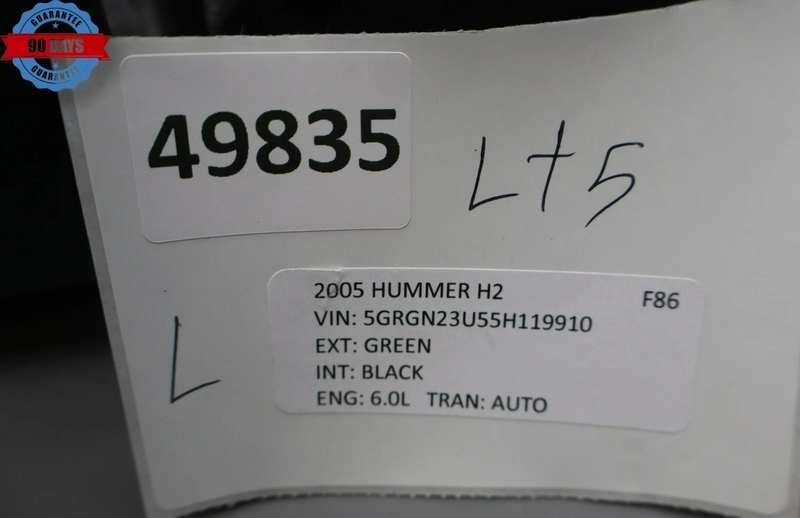 GUARANTEE
90 DAYS
GUARANTEE
49835
Lt5
L
2005 HUMMER H2
F86
VIN: 5GRGN23U55H119910
EXT: GREEN
INT: BLACK
ENG: 6.0L TRAN: AUTO